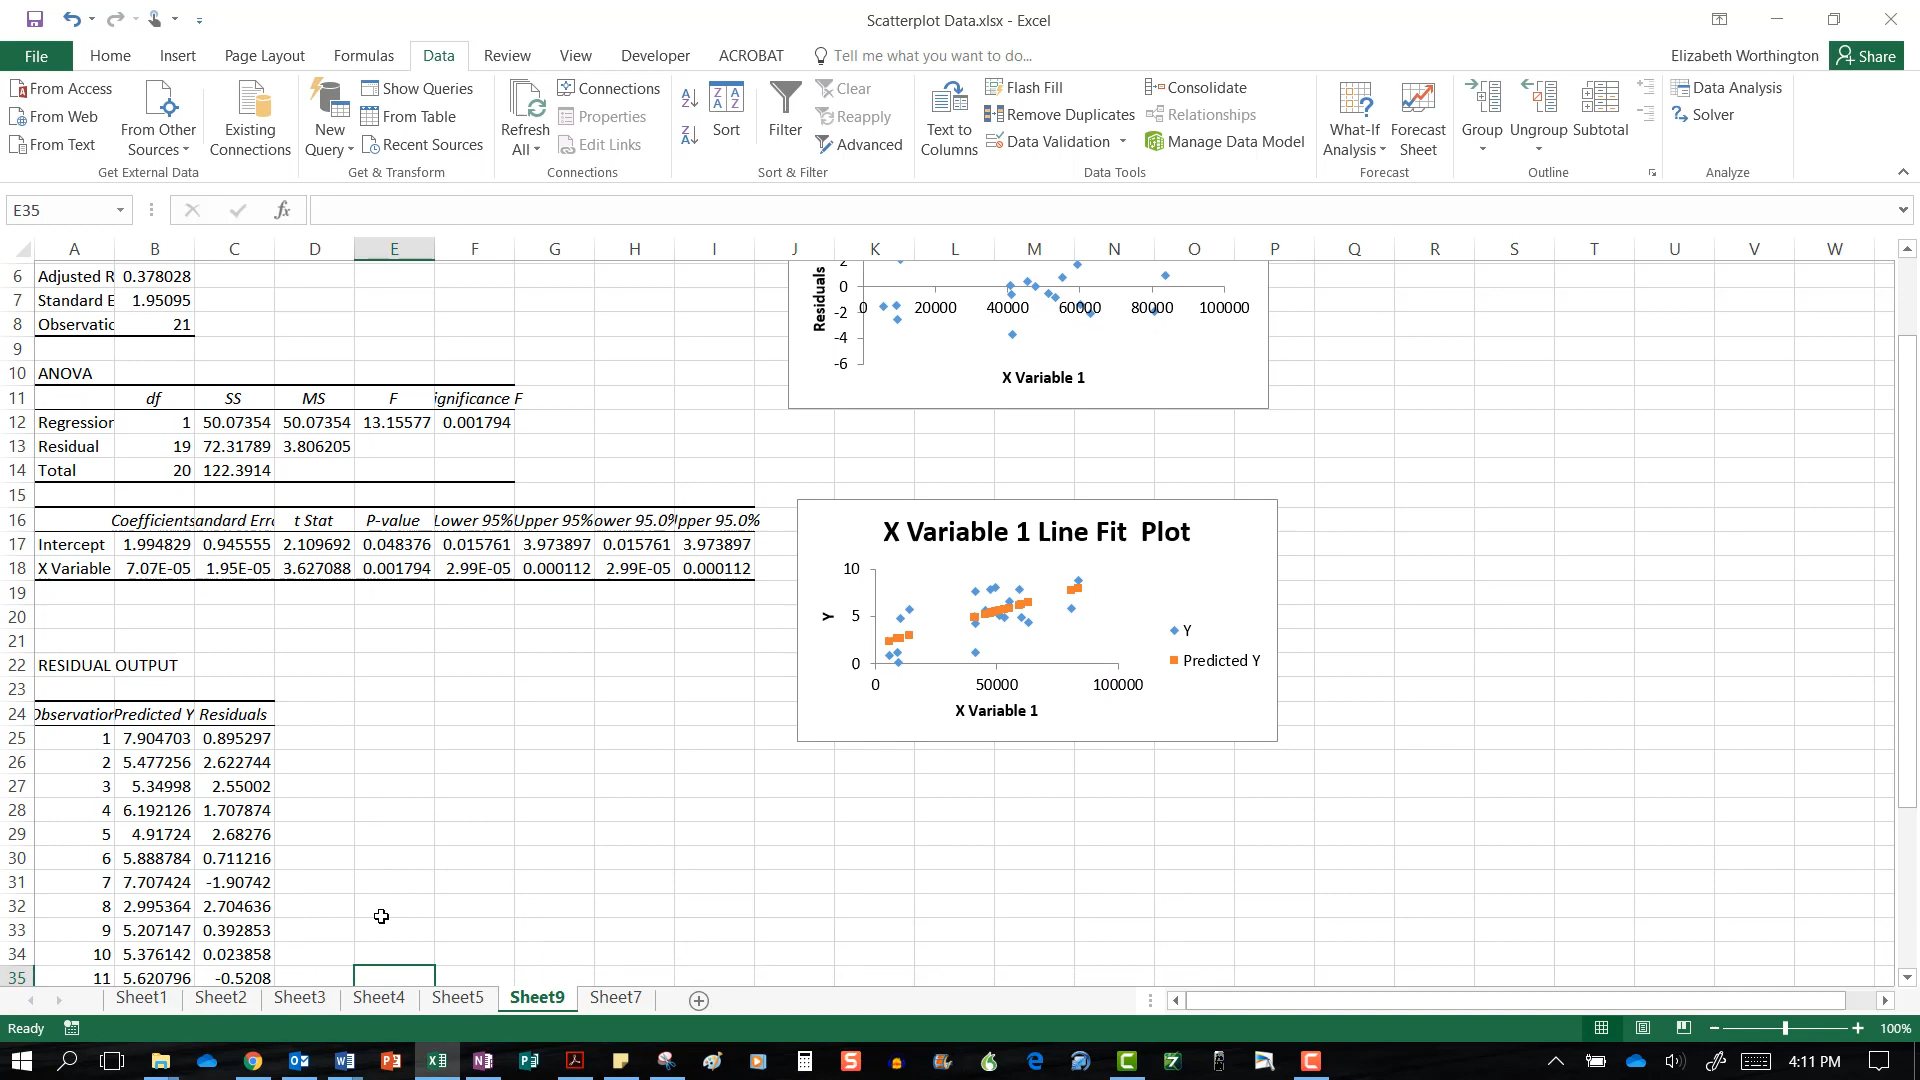 Scatterplot Data.xlsx - Excel
File Home Insert Page Layout Formulas Data Review View Developer ACROBAT Tell me what you want to do... Elizabeth Worthington Share
From Access
From Web
From Text
From Other Sources
Existing Connections
Get External Data
New Query
Show Queries
From Table
Recent Sources
Get & Transform
Refresh All
Connections
Properties
Edit Links
Connections
Sort
Filter
Clear
Reapply
Advanced
Sort & Filter
Text to Columns
Flash Fill
Remove Duplicates
Data Validation
Consolidate
Relationships
Manage Data Model
Data Tools
What-If Analysis
Forecast Sheet
Forecast
Group
Ungroup
Subtotal
Outline
Data Analysis
Solver
Analyze
E35 fx
A B C D E F G H I J K L M N O P Q R S T U V W
6 Adjusted R 0.378028
7 Standard E 1.95095
8 Observatio 21
9
10 ANOVA
11 df SS MS F ignificance F
12 Regression 1 50.07354 50.07354 13.15577 0.001794
13 Residual 19 72.31789 3.806205
14 Total 20 122.3914
15
16 Coefficients andard Erro t Stat P-value Lower 95% Upper 95% ower 95.0% pper 95.0%
17 Intercept 1.994829 0.945555 2.109692 0.048376 0.015761 3.973897 0.015761 3.973897
18 X Variable 7.07E-05 1.95E-05 3.627088 0.001794 2.99E-05 0.000112 2.99E-05 0.000112
19
20
21
22 RESIDUAL OUTPUT
23
24 Observation Predicted Y Residuals
25 1 7.904703 0.895297
26 2 5.477256 2.622744
27 3 5.34998 2.55002
28 4 6.192126 1.707874
29 5 4.91724 2.68276
30 6 5.888784 0.711216
31 7 7.707424 -1.90742
32 8 2.995364 2.704636
33 9 5.207147 0.392853
34 10 5.376142 0.023858
35 11 5.620796 -0.5208
Residuals
2
0
-2
-4
-6
0 20000 40000 60000 80000 100000
X Variable 1
X Variable 1 Line Fit Plot
Y
10
5
0
0 50000 100000
X Variable 1
Y
Predicted Y
Sheet1 Sheet2 Sheet3 Sheet4 Sheet5 Sheet9 Sheet7
Ready 100%
4:11 PM